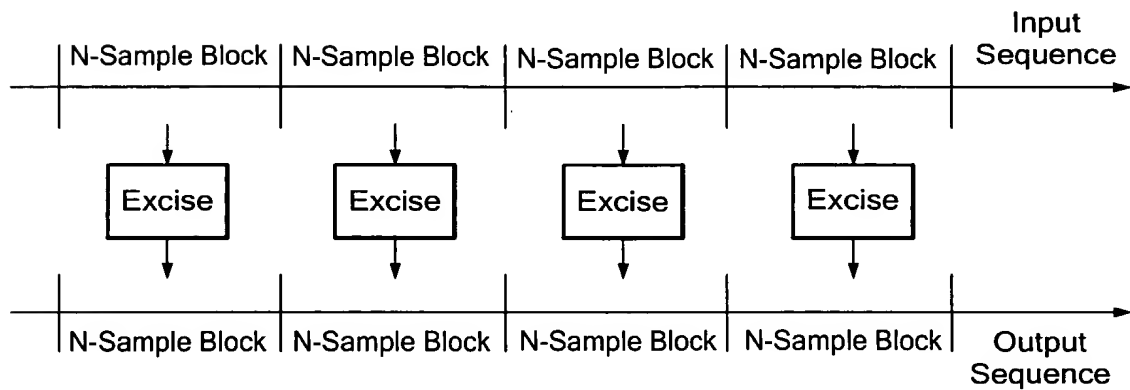 Input
Sequence
N-Sample Block N-Sample Block N-Sample Block N-Sample Block
Excise Excise Excise Excise
N-Sample Block N-Sample Block N-Sample Block N-Sample Block
Output
Sequence